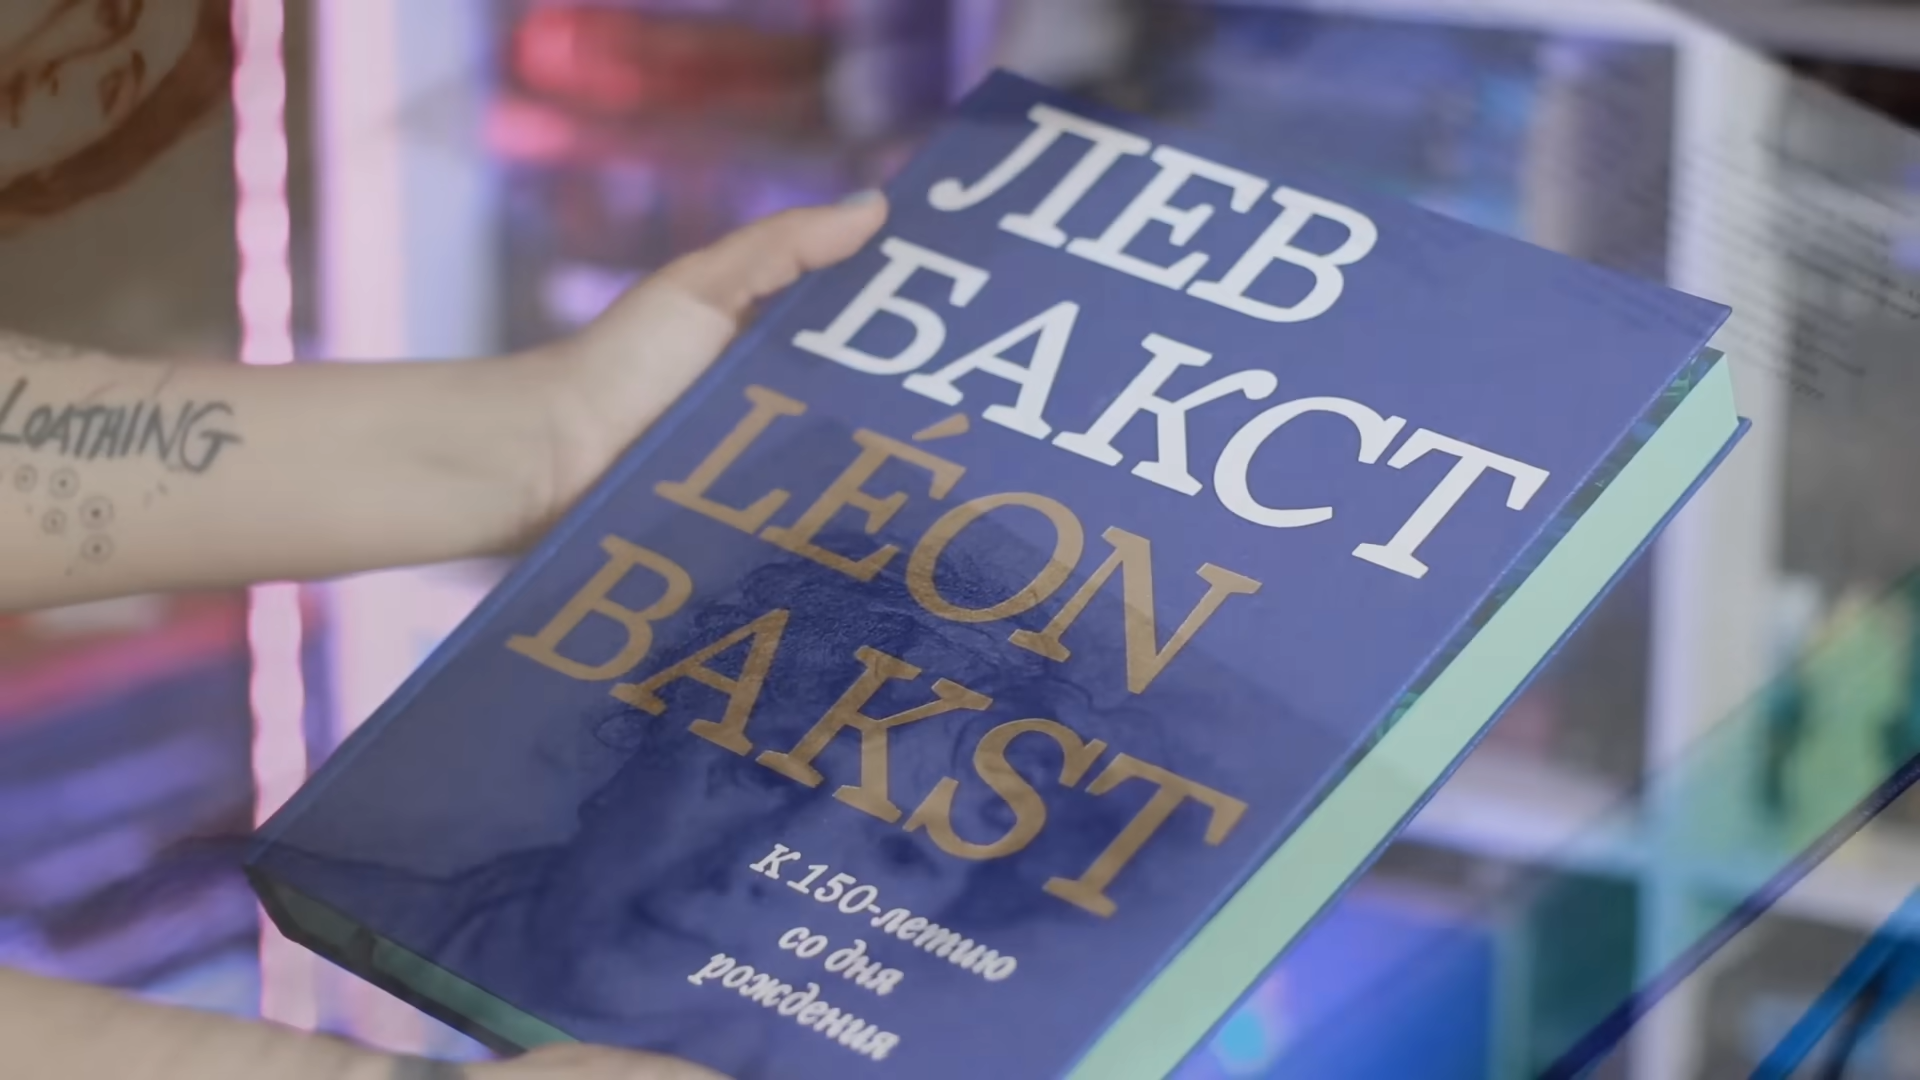 ЛЕВ
БАКСТ
LÉON
BAKST
К 150-летию
со дня
рождения
LOATHING